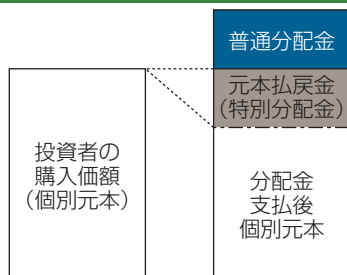 普通分配金
元本払戻金
（特別分配金）
投資者の
購入価額
（個別元本）
分配金
支払後
個別元本